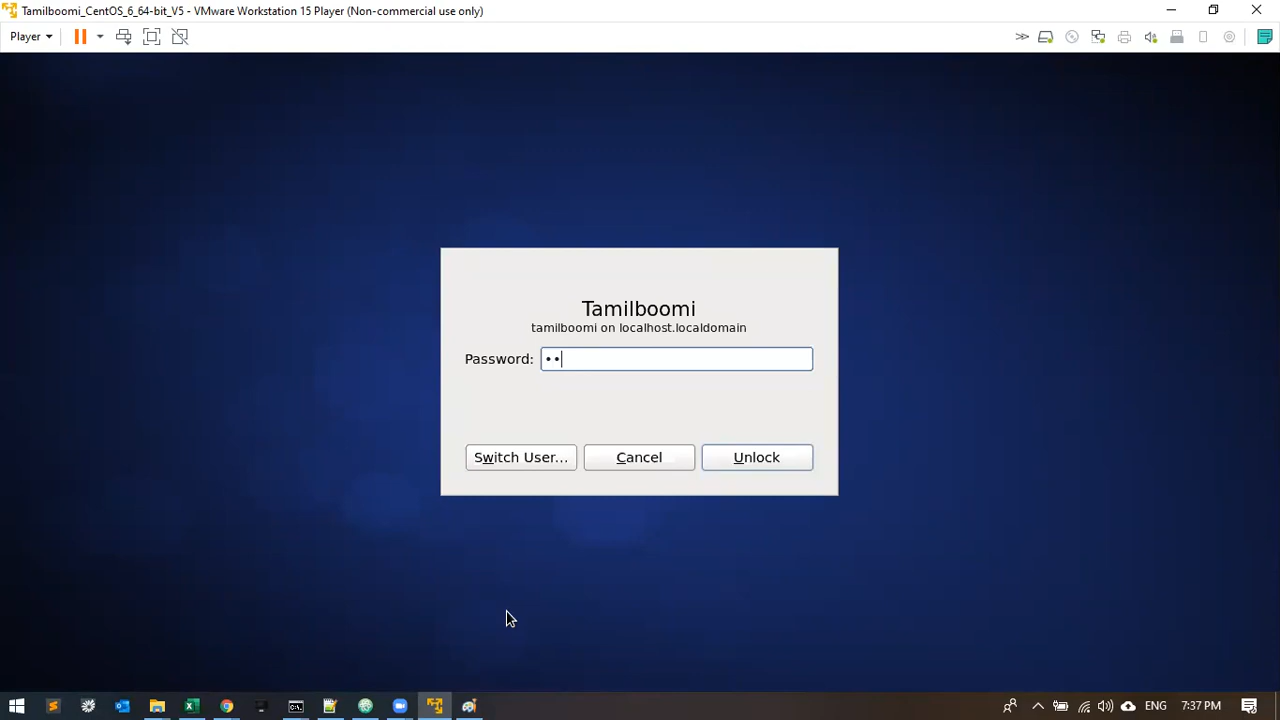 Tamilboomi_CentOS_6_64-bit_V5 - VMware Workstation 15 Player (Non-commercial use only)
Player
Tamilboomi
tamilboomi on localhost.localdomain
Password: ••
Switch User... Cancel Unlock
ENG 7:37 PM